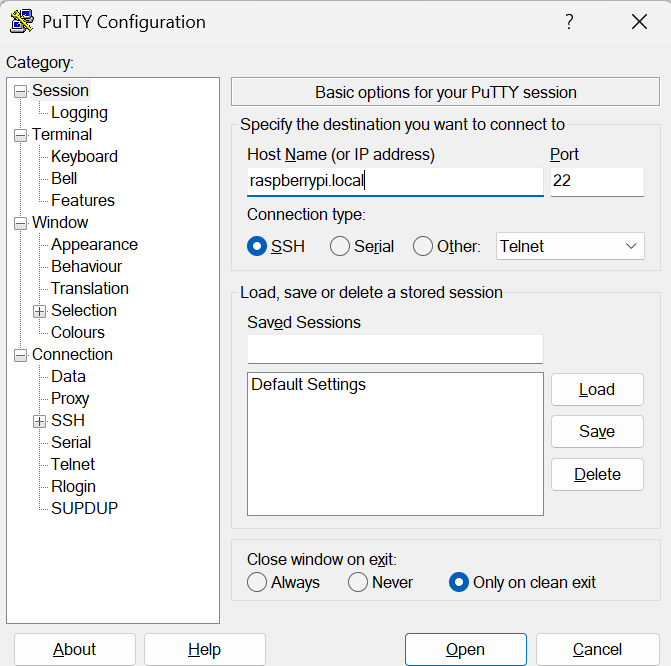 PuTTY Configuration
?
Category:
Session
Logging
Terminal
Keyboard
Bell
Features
Window
Appearance
Behaviour
Translation
Selection
Colours
Connection
Data
Proxy
SSH
Serial
Telnet
Rlogin
SUPDUP
Basic options for your PuTTY session
Specify the destination you want to connect to
Host Name (or IP address) Port
raspberrypi.local 22
Connection type:
SSH Serial Other: Telnet
Load, save or delete a stored session
Saved Sessions
Default Settings
Load
Save
Delete
Close window on exit:
Always Never Only on clean exit
About Help Open Cancel